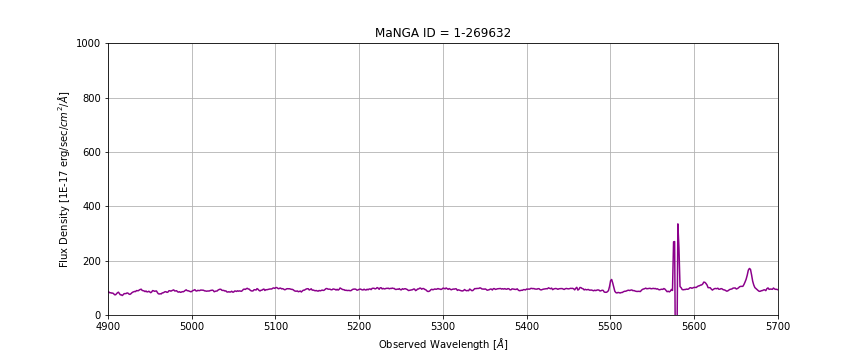 MaNGA ID = 1-269632
1000
800
600
400
200
0
Flux Density [1E-17 erg/sec/cm²/Å]
4900 5000 5100 5200 5300 5400 5500 5600 5700
Observed Wavelength [Å]